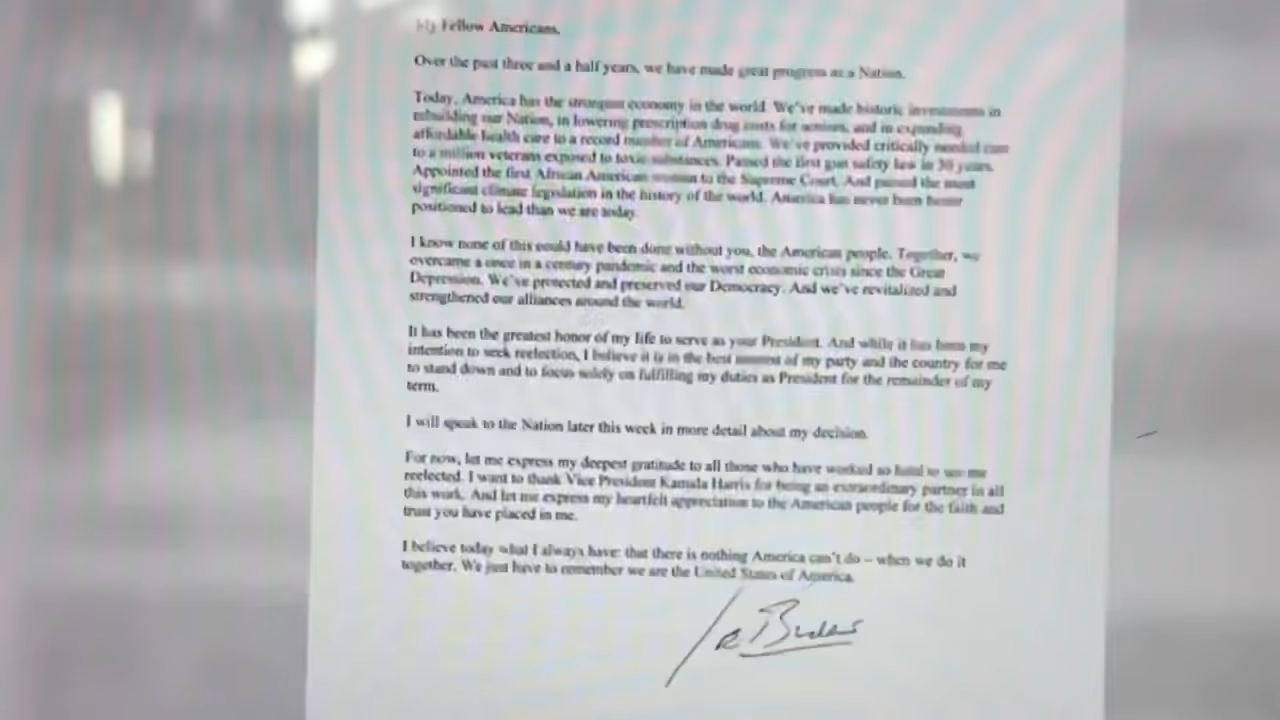 My Fellow Americans,
Over the past three and a half years, we have made great progress as a Nation.
Today, America has the strongest economy in the world. We've made historic investments in
rebuilding our Nation, in lowering prescription drug costs for seniors, and in expanding
affordable health care to a record number of Americans. We've provided critically needed care
to a million veterans exposed to toxic substances. Passed the first gun safety law in 30 years.
Appointed the first African American woman to the Supreme Court. And passed the most
significant climate legislation in the history of the world. America has never been better
positioned to lead than we are today.
I know none of this could have been done without you, the American people. Together, we
overcame a once in a century pandemic and the worst economic crisis since the Great
Depression. We've protected and preserved our Democracy. And we've revitalized and
strengthened our alliances around the world.
It has been the greatest honor of my life to serve as your President. And while it has been my
intention to seek reelection, I believe it is in the best interest of my party and the country for me
to stand down and to focus solely on fulfilling my duties as President for the remainder of my
term.
I will speak to the Nation later this week in more detail about my decision.
For now, let me express my deepest gratitude to all those who have worked so hard to see me
reelected. I want to thank Vice President Kamala Harris for being an extraordinary partner in all
this work. And let me express my heartfelt appreciation to the American people for the faith and
trust you have placed in me.
I believe today what I always have: that there is nothing America can't do – when we do it
together. We just have to remember we are the United States of America.
Joe Biden